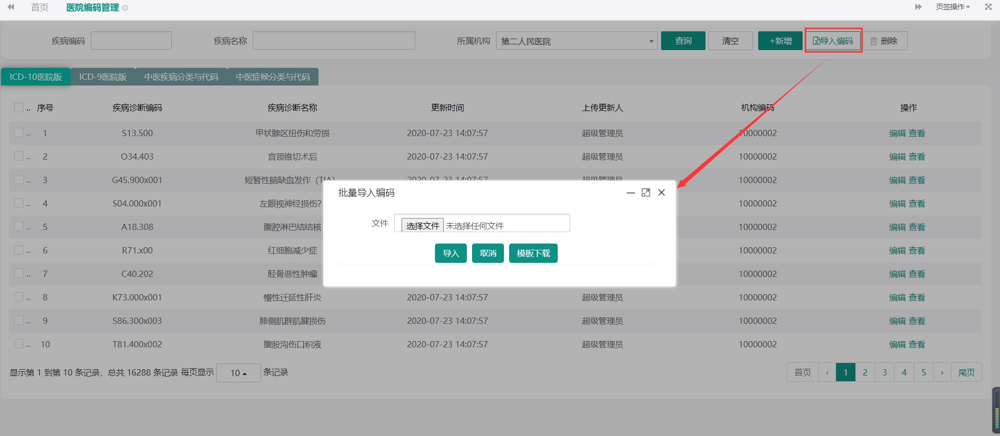 首页 医院编码管理 页签操作
疾病编码 疾病名称 所属机构 第二人民医院 查询 清空 +新增 导入编码 删除
ICD-10医院版 ICD-9医院版 中医疾病分类与代码 中医症候分类与代码
.. 序号 疾病诊断编码 疾病诊断名称 更新时间 上传更新人 机构编码 操作
.. 1 S13.500 甲状腺区扭伤和劳损 2020-07-23 14:07:57 超级管理员 10000002 编辑 查看
.. 2 O34.403 宫颈锥切术后 2020-07-23 14:07:57 超级管理员 10000002 编辑 查看
.. 3 G45.900x001 短暂性脑缺血发作（TIA） 2020-07-23 14:07:57 超级管理员 10000002 编辑 查看
批量导入编码
.. 4 S04.000x001 左眼视神经损伤? 10000002 编辑 查看
文件 选择文件 未选择任何文件
.. 5 A18.308 腹腔淋巴结结核 10000002 编辑 查看
.. 6 R71.x00 红细胞减少症 10000002 编辑 查看
导入 取消 模板下载
.. 7 C40.202 胫骨恶性肿瘤 10000002 编辑 查看
.. 8 K73.000x001 慢性迁延性肝炎 2020-07-23 14:07:57 超级管理员 10000002 编辑 查看
.. 9 S86.300x003 腓侧肌群肌腱损伤 2020-07-23 14:07:57 超级管理员 10000002 编辑 查看
.. 10 T81.400x002 腹股沟伤口积液 2020-07-23 14:07:57 超级管理员 10000002 编辑 查看
显示第 1 到第 10 条记录，总共 16288 条记录 每页显示 10 条记录 首页 ‹ 1 2 3 4 5 › 尾页